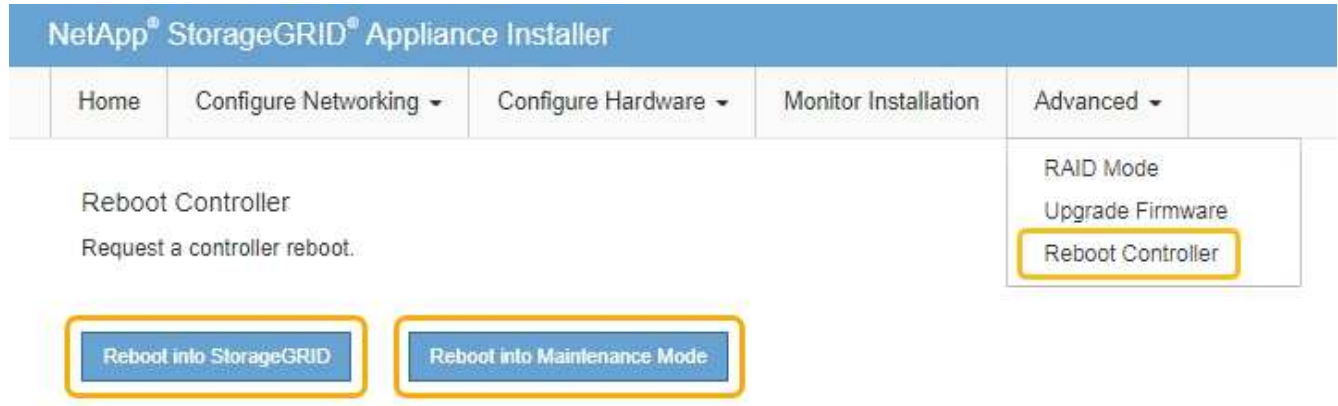 NetApp® StorageGRID® Appliance Installer
Home Configure Networking Configure Hardware Monitor Installation Advanced
RAID Mode
Upgrade Firmware
Reboot Controller
Reboot Controller
Request a controller reboot.
Reboot into StorageGRID Reboot into Maintenance Mode